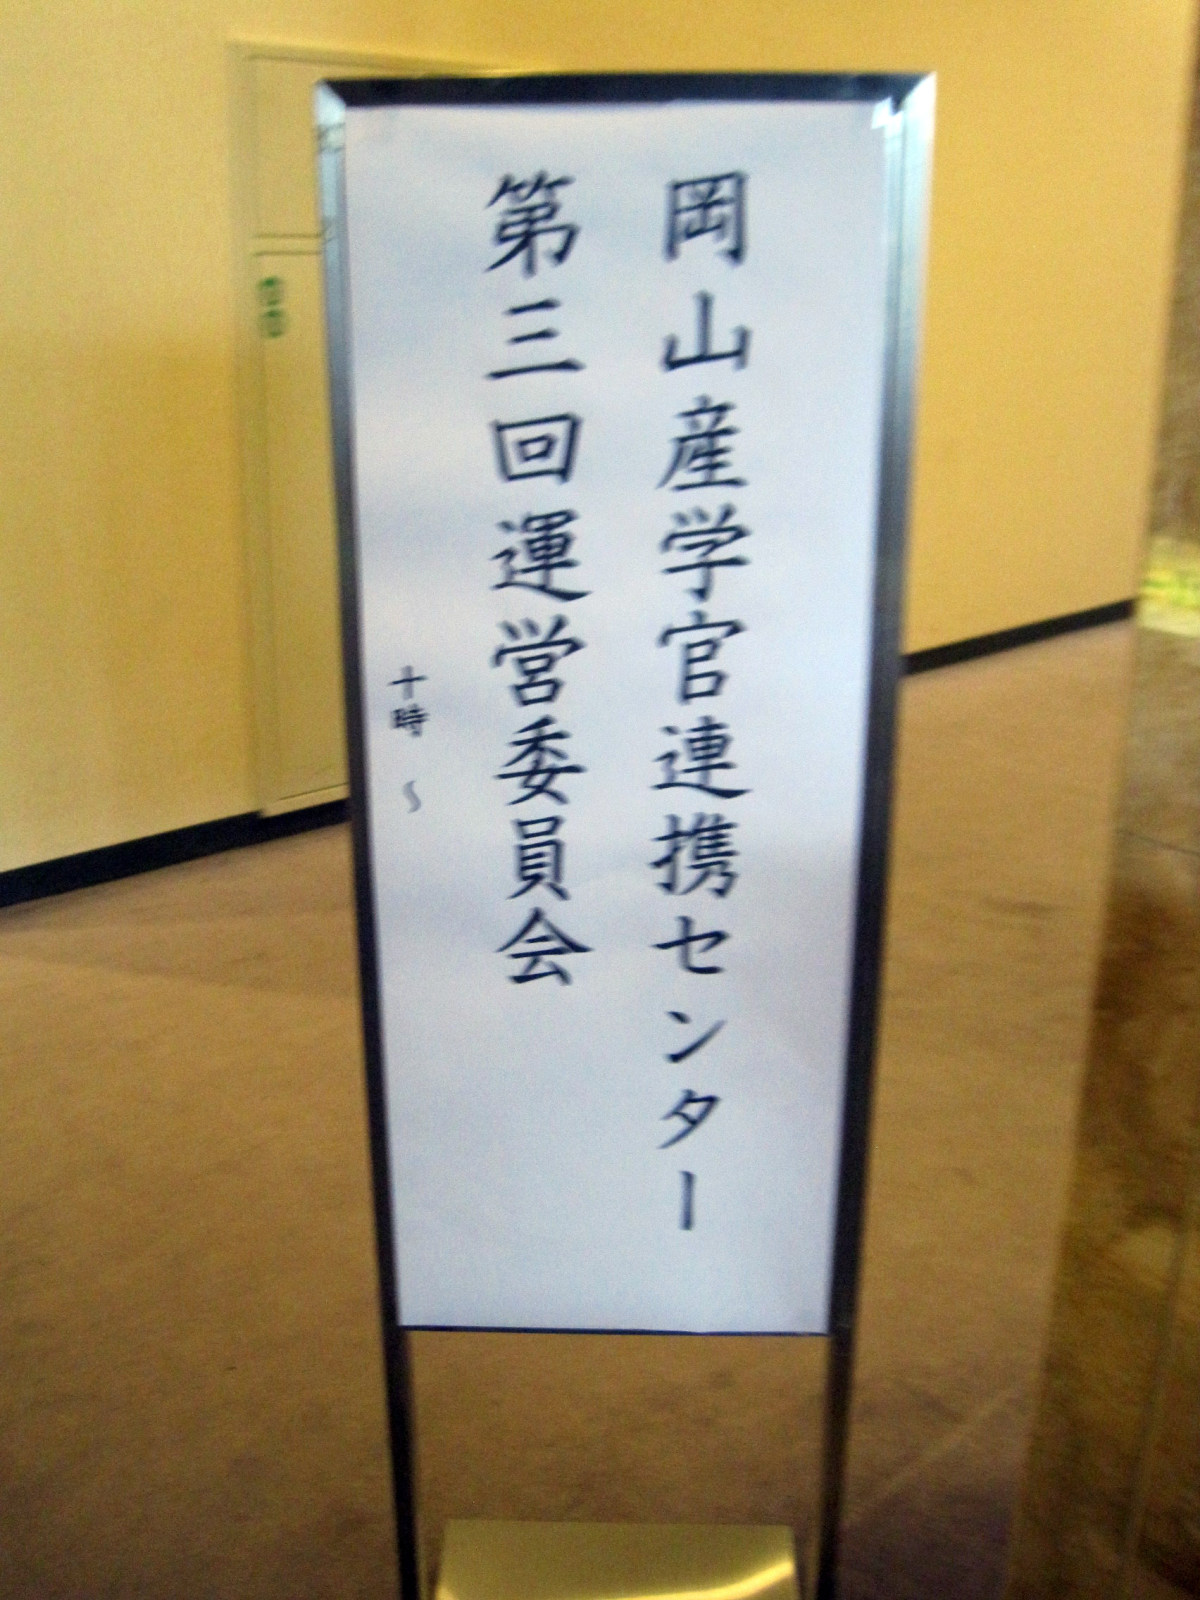 岡山産学官連携センター
第三回運営委員会
十時～